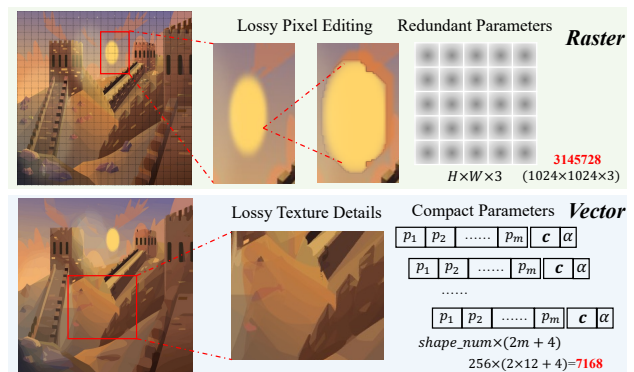 Lossy Pixel Editing
Redundant Parameters
Raster
3145728
H×W×3
(1024×1024×3)
Lossy Texture Details
Compact Parameters
Vector
p₁ p₂ ...... pₘ c α
p₁ p₂ ...... pₘ c α
......
p₁ p₂ ...... pₘ c α
shape_num×(2m + 4)
256×(2×12 + 4)=7168